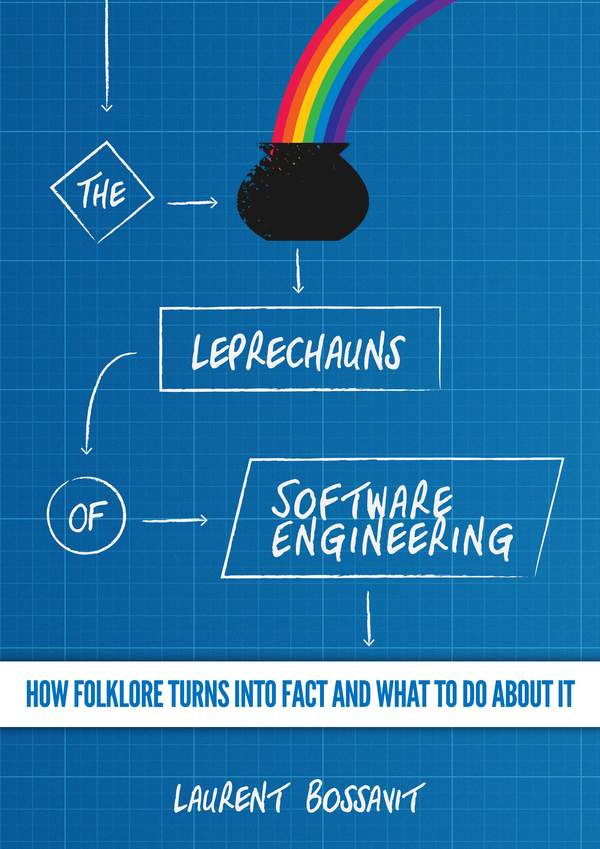 THE
LEPRECHAUNS
OF
SOFTWARE
ENGINEERING
HOW FOLKLORE TURNS INTO FACT AND WHAT TO DO ABOUT IT
LAURENT BOSSAVIT